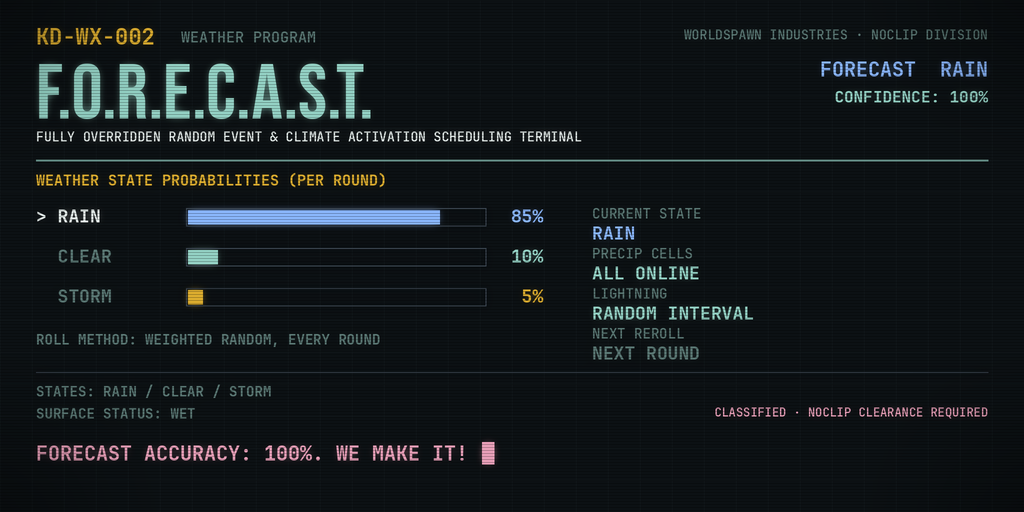 KD-WX-002 WEATHER PROGRAM
WORLDSPAWN INDUSTRIES · NOCLIP DIVISION
F.O.R.E.C.A.S.T.
FORECAST RAIN
CONFIDENCE: 100%
FULLY OVERRIDDEN RANDOM EVENT & CLIMATE ACTIVATION SCHEDULING TERMINAL
WEATHER STATE PROBABILITIES (PER ROUND)
> RAIN 85%
CLEAR 10%
STORM 5%
ROLL METHOD: WEIGHTED RANDOM, EVERY ROUND
CURRENT STATE
RAIN
PRECIP CELLS
ALL ONLINE
LIGHTNING
RANDOM INTERVAL
NEXT REROLL
NEXT ROUND
STATES: RAIN / CLEAR / STORM
SURFACE STATUS: WET
CLASSIFIED · NOCLIP CLEARANCE REQUIRED
FORECAST ACCURACY: 100%. WE MAKE IT!